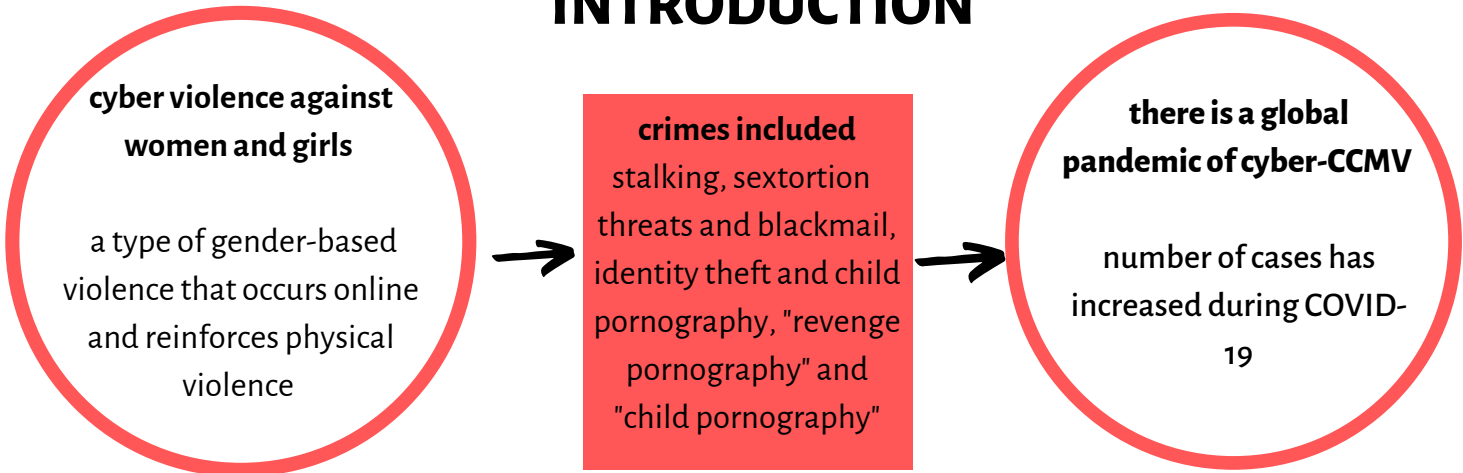 INTRODUCTION
cyber violence against
women and girls
a type of gender-based
violence that occurs online
and reinforces physical
violence
crimes included
stalking, sextortion
threats and blackmail,
identity theft and child
pornography, "revenge
pornography" and
"child pornography"
there is a global
pandemic of cyber-CCMV
number of cases has
increased during COVID-
19